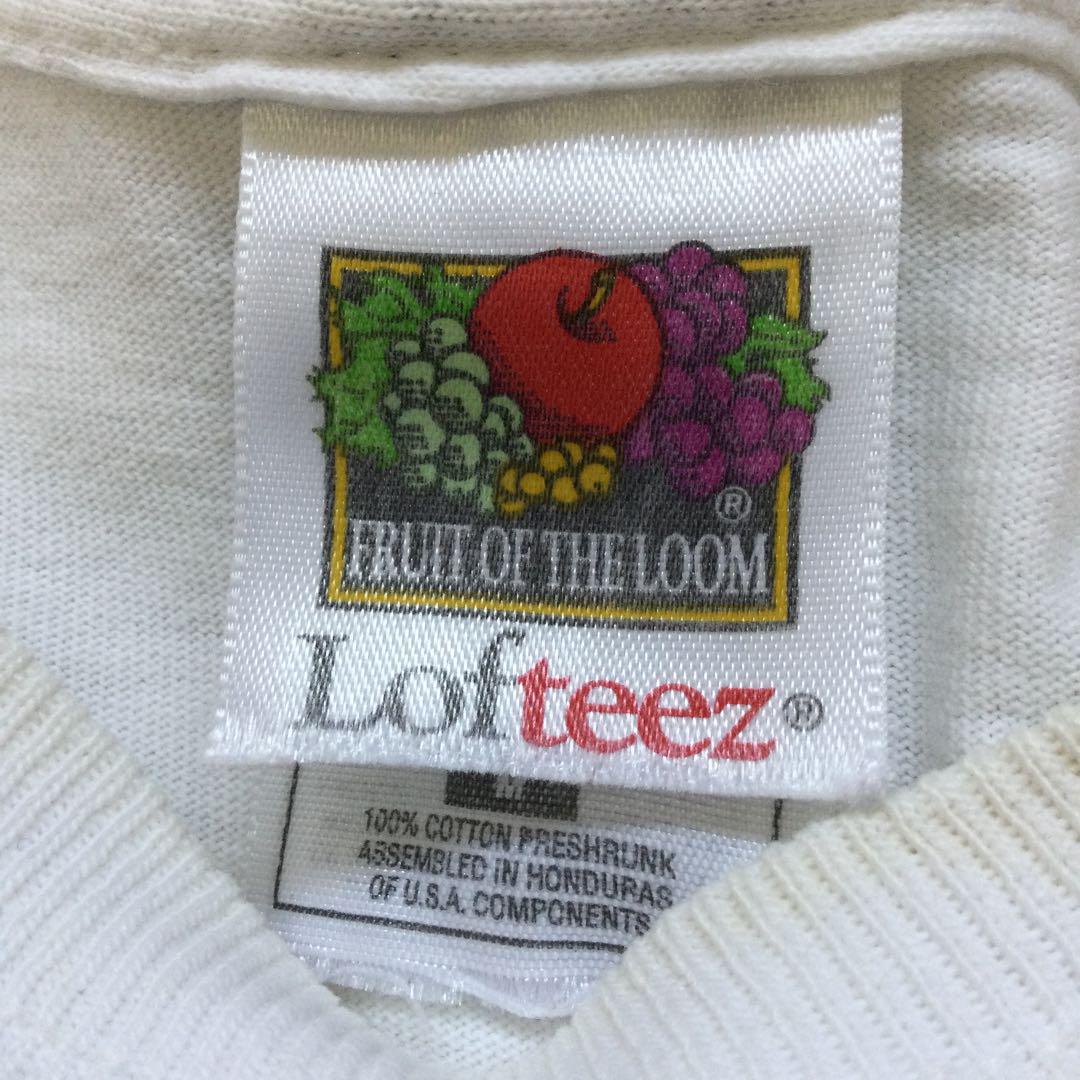 ®
FRUIT OF THE LOOM
Lofteez®
M
100% COTTON PRESHRUNK
ASSEMBLED IN HONDURAS
OF U.S.A. COMPONENTS